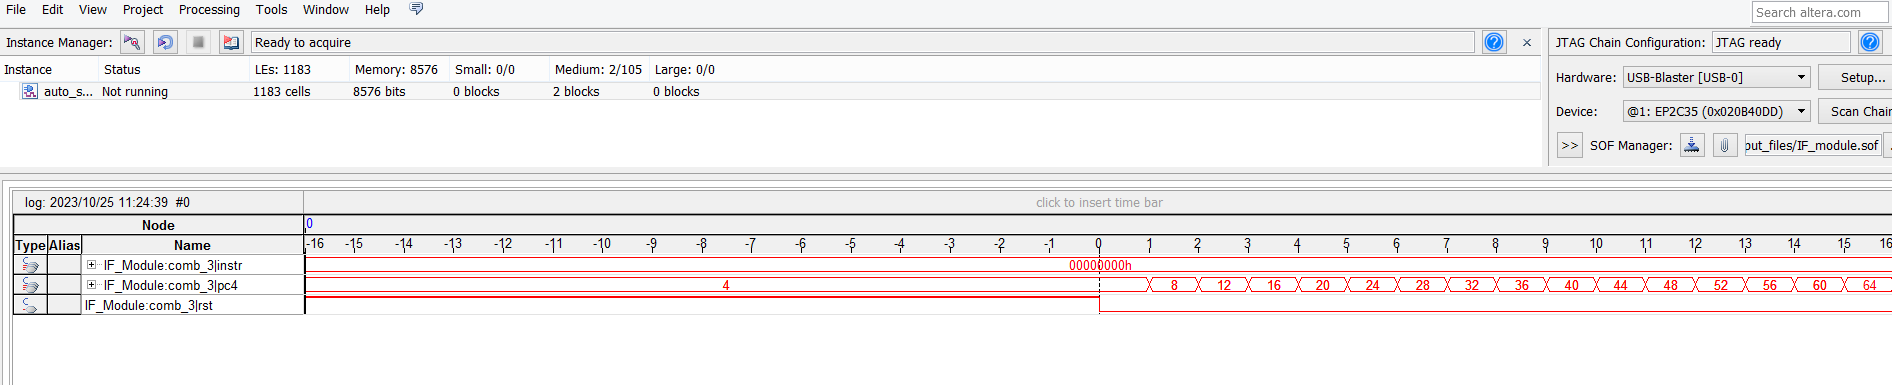 File Edit View Project Processing Tools Window Help
Search altera.com
Instance Manager: Ready to acquire
JTAG Chain Configuration: JTAG ready
Instance Status LEs: 1183 Memory: 8576 Small: 0/0 Medium: 2/105 Large: 0/0
auto_s... Not running 1183 cells 8576 bits 0 blocks 2 blocks 0 blocks
Hardware: USB-Blaster [USB-0] Setup...
Device: @1: EP2C35 (0x020B40DD) Scan Chain
>> SOF Manager: put_files/IF_module.sof
log: 2023/10/25 11:24:39 #0 click to insert time bar
Node 0
Type Alias Name -16 -15 -14 -13 -12 -11 -10 -9 -8 -7 -6 -5 -4 -3 -2 -1 0 1 2 3 4 5 6 7 8 9 10 11 12 13 14 15 16
IF_Module:comb_3|instr 00000000h
IF_Module:comb_3|pc4 4 8 12 16 20 24 28 32 36 40 44 48 52 56 60 64
IF_Module:comb_3|rst